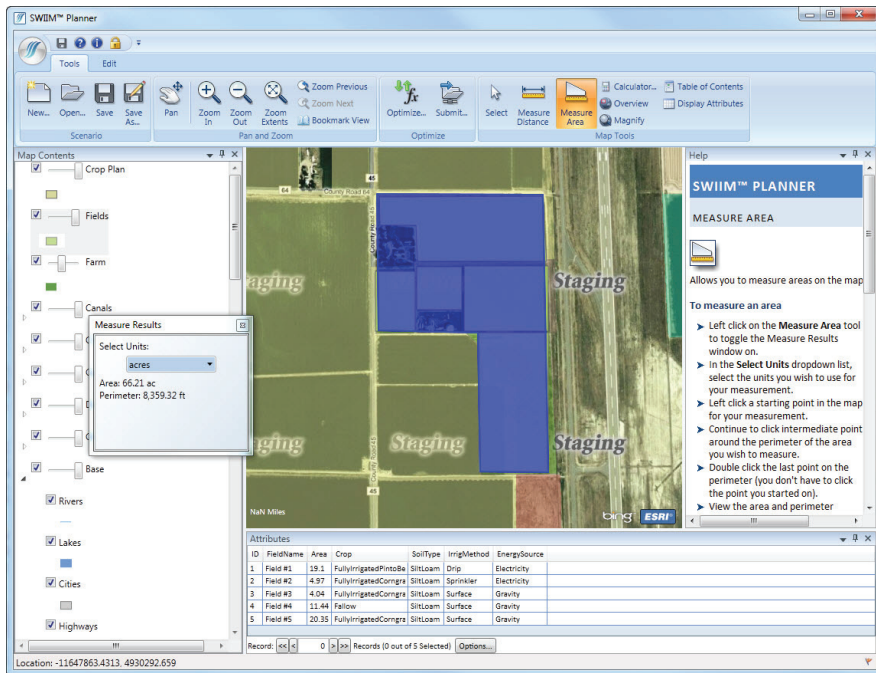 SWIIM™ Planner
Tools Edit
New... Open... Save Save As...
Scenario
Pan Zoom In Zoom Out Zoom Extents
Zoom Previous
Zoom Next
Bookmark View
Pan and Zoom
Optimize... Submit...
Optimize
Select Measure Distance Measure Area
Calculator...
Overview
Magnify
Table of Contents
Display Attributes
Map Tools
Map Contents
Crop Plan
Fields
Farm
Canals
Base
Rivers
Lakes
Cities
Highways
Measure Results
Select Units:
acres
Area: 66.21 ac
Perimeter: 8,359.32 ft
45
64 County Road 64
County Road 45
Staging
Staging
County Road 45
Staging
Staging
Staging
45
NaN Miles
bing ESRI
Help
SWIIM™ PLANNER
MEASURE AREA
Allows you to measure areas on the map
To measure an area
Left click on the Measure Area tool
to toggle the Measure Results
window on.
In the Select Units dropdown list,
select the units you wish to use for
your measurement.
Left click a starting point in the map
for your measurement.
Continue to click intermediate point
around the perimeter of the area
you wish to measure.
Double click the last point on the
perimeter (you don't have to click
the point you started on).
View the area and perimeter
Attributes
ID FieldName Area Crop SoilType IrrigMethod EnergySource
1 Field #1 19.1 FullyIrrigatedPintoBe SiltLoam Drip Electricity
2 Field #2 4.97 FullyIrrigatedCorngra SiltLoam Sprinkler Electricity
3 Field #3 4.04 FullyIrrigatedCorngra SiltLoam Surface Gravity
4 Field #4 11.44 Fallow SiltLoam Surface Gravity
5 Field #5 20.35 FullyIrrigatedCorngra SiltLoam Surface Gravity
Record: << < 0 > >> Records (0 out of 5 Selected) Options...
Location: -11647863.4313, 4930292.659